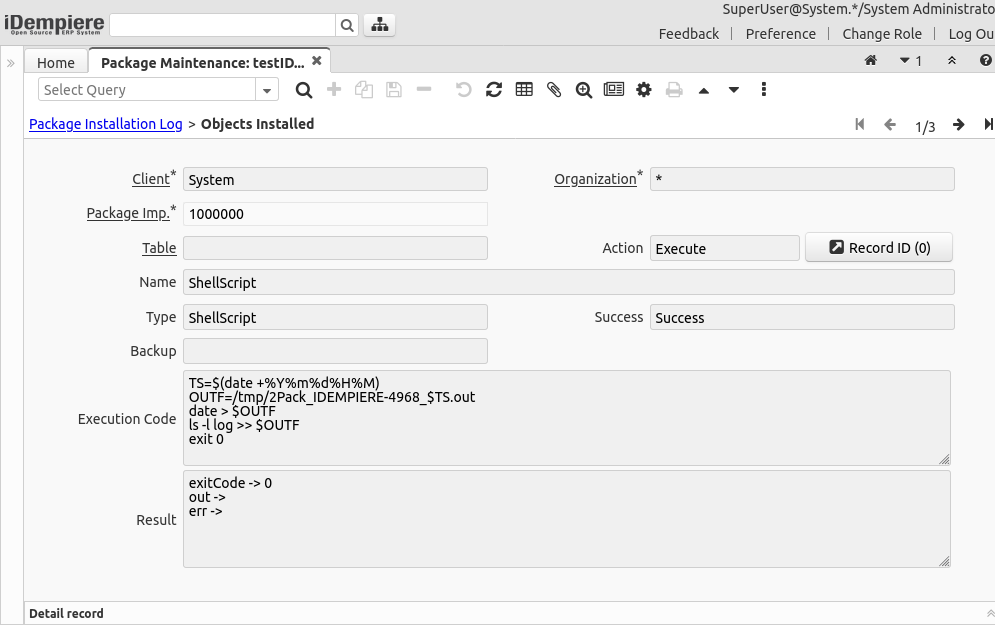 SuperUser@System.*/System Administrato
iDempiere
Open Source ERP System
Feedback | Preference | Change Role | Log Ou
Home
Package Maintenance: testID...
1
Select Query
Package Installation Log > Objects Installed
1/3
Client* System
Organization* *
Package Imp.* 1000000
Table
Action Execute
Record ID (0)
Name ShellScript
Type ShellScript
Success Success
Backup
Execution Code
TS=$(date +%Y%m%d%H%M)
OUTF=/tmp/2Pack_IDEMPIERE-4968_$TS.out
date > $OUTF
ls -l log >> $OUTF
exit 0
Result
exitCode -> 0
out ->
err ->
Detail record